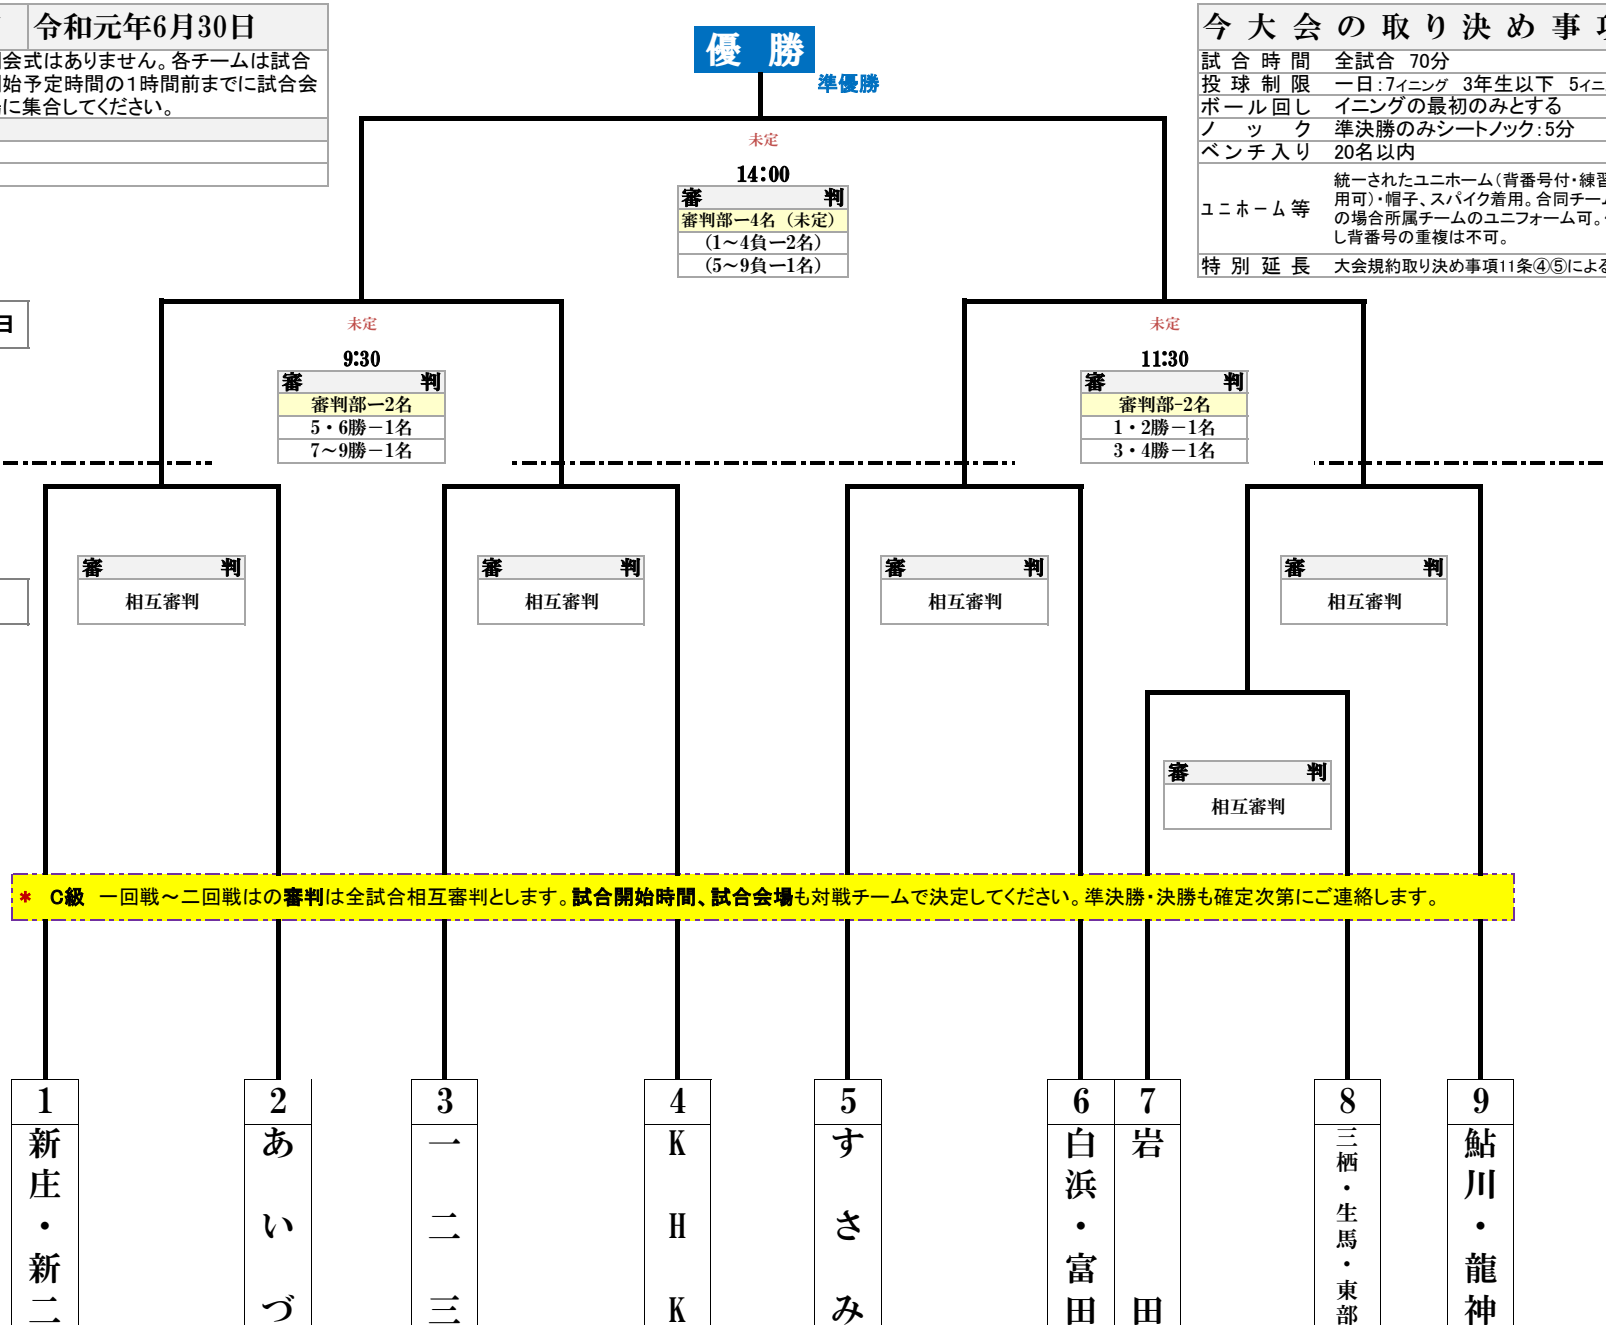 令和元年6月30日
会式はありません。各チームは試合
始予定時間の1時間前までに試合会
に集合してください。
優 勝
準優勝
今大会の取り決め事
試合時間 全試合 70分
投球制限 一日:7イニング 3年生以下 5イニ
ボール回し イニングの最初のみとする
ノック 準決勝のみシートノック:5分
ベンチ入り 20名以内
ユニホーム等 統一されたユニホーム(背番号付・練習
用可)・帽子、スパイク着用。合同チーム
の場合所属チームのユニフォーム可。
し背番号の重複は不可。
特別延長 大会規約取り決め事項11条④⑤による
未定
14:00
審 判
審判部ー4名(未定)
(1～4負ー2名)
(5～9負ー1名)
日
未定
9:30
審 判
審判部ー2名
5・6勝－1名
7～9勝－1名
未定
11:30
審 判
審判部-2名
1・2勝－1名
3・4勝－1名
審 判
相互審判
審 判
相互審判
審 判
相互審判
審 判
相互審判
審 判
相互審判
* C級 一回戦～二回戦はの審判は全試合相互審判とします。試合開始時間、試合会場も対戦チームで決定してください。準決勝・決勝も確定次第にご連絡します。
1
新庄・新二
2
あいづ
3
一二三
4
KHK
5
すさみ
6
白浜・富田
7
岩田
8
三栖・生馬・東部
9
鮎川・龍神